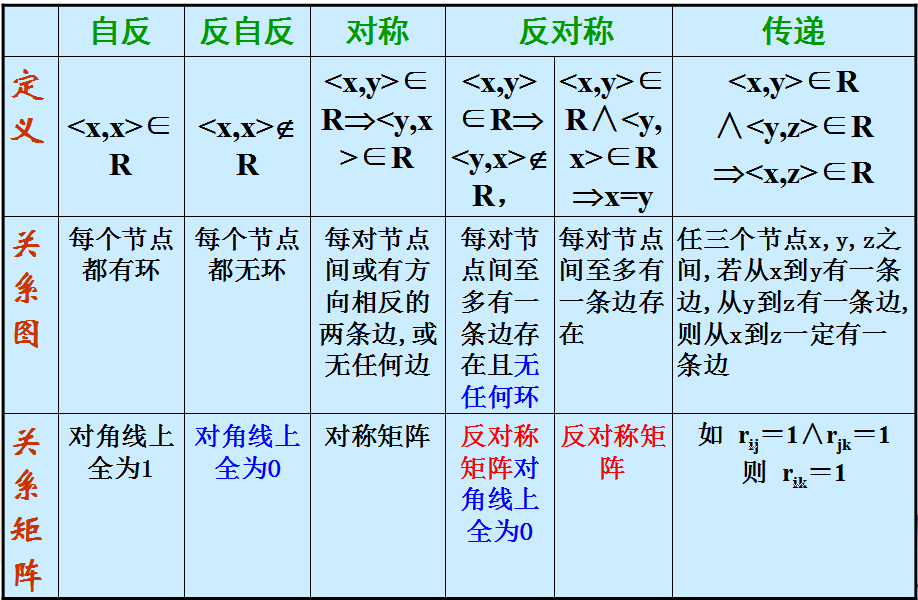 自反
反自反
对称
反对称
传递
定
义
<x,x>∈
R
<x,x>∉
R
<x,y>∈
R⇒<y,x
>∈R
<x,y>
∈R⇒
<y,x>∉
R，
<x,y>∈
R∧<y,
x>∈R
⇒x=y
<x,y>∈R
∧<y,z>∈R
⇒<x,z>∈R
关
系
图
每个节点
都有环
每个节点
都无环
每对节点
间或有方
向相反的
两条边,或
无任何边
每对节
点间至
多有一
条边存
在且无
任何环
每对节点
间至多有
一条边存
在
任三个节点x,y,z之
间,若从x到y有一条
边,从y到z有一条边,
则从x到z一定有一
条边
关
系
矩
阵
对角线上
全为1
对角线上
全为0
对称矩阵
反对称
矩阵对
角线上
全为0
反对称矩
阵
如 rij＝1∧rjk＝1
则 rik＝1